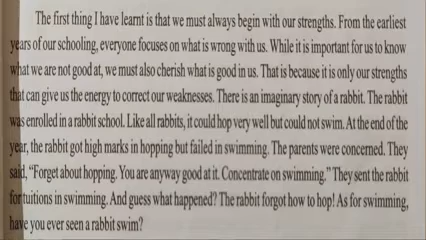 The first thing I have learnt is that we must always begin with our strengths. From the earliest
years of our schooling, everyone focuses on what is wrong with us. While it is important for us to know
what we are not good at, we must also cherish what is good in us. That is because it is only our strengths
that can give us the energy to correct our weaknesses. There is an imaginary story of a rabbit. The rabbit
was enrolled in a rabbit school. Like all rabbits, it could hop very well but could not swim. At the end of the
year, the rabbit got high marks in hopping but failed in swimming. The parents were concerned. They
said, “Forget about hopping. You are anyway good at it. Concentrate on swimming.” They sent the rabbit
for tuitions in swimming. And guess what happened? The rabbit forgot how to hop! As for swimming,
have you ever seen a rabbit swim?